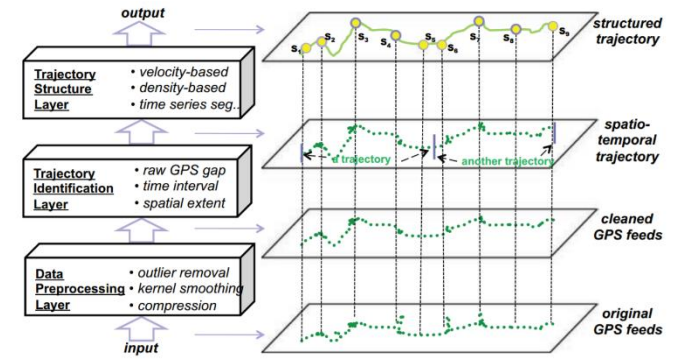 output
structured
trajectory
S₁ S₂ S₃ S₄ S₅ S₆ S₇ S₈ S₉
Trajectory • velocity-based
Structure • density-based
Layer • time series seg..
spatio-
temporal
trajectory
a trajectory another trajectory
Trajectory • raw GPS gap
Identification • time interval
Layer • spatial extent
cleaned
GPS feeds
Data • outlier removal
Preprocessing • kernel smoothing
Layer • compression
original
GPS feeds
input